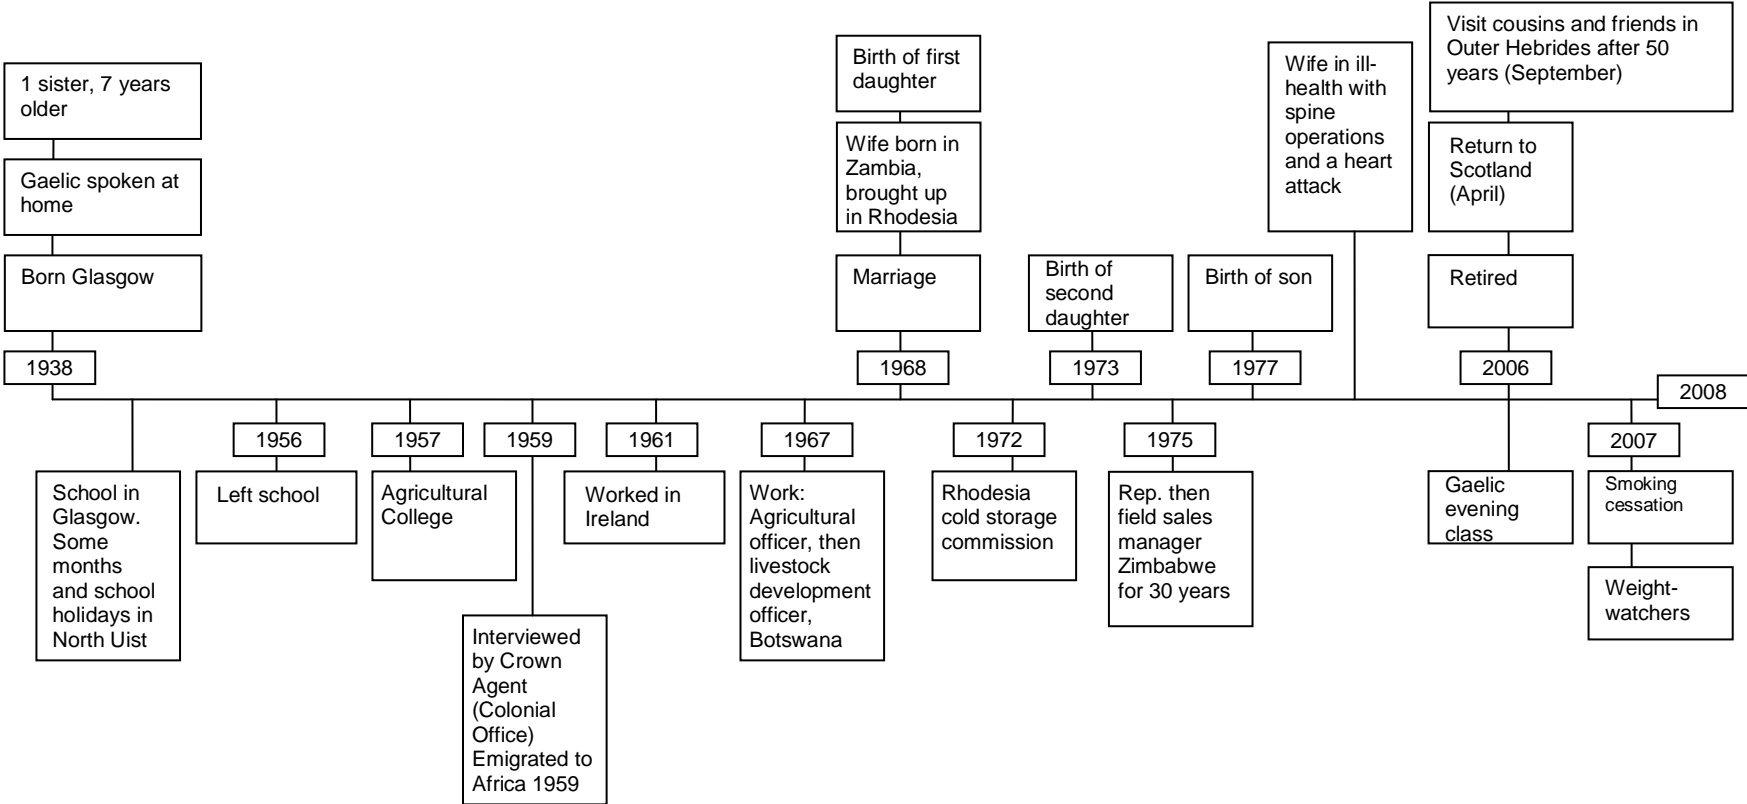 1 sister, 7 years
older
Gaelic spoken at
home
Born Glasgow
1938
Birth of first
daughter
Wife born in
Zambia,
brought up
in Rhodesia
Marriage
1968
Birth of
second
daughter
1973
Birth of son
1977
Wife in ill-
health with
spine
operations
and a heart
attack
Visit cousins and friends in
Outer Hebrides after 50
years (September)
Return to
Scotland
(April)
Retired
2006
2008
School in
Glasgow.
Some
months
and school
holidays in
North Uist
1956
Left school
1957
Agricultural
College
1959
Interviewed
by Crown
Agent
(Colonial
Office)
Emigrated to
Africa 1959
1961
Worked in
Ireland
1967
Work:
Agricultural
officer, then
livestock
development
officer,
Botswana
1972
Rhodesia
cold storage
commission
1975
Rep. then
field sales
manager
Zimbabwe
for 30 years
Gaelic
evening
class
2007
Smoking
cessation
Weight-
watchers